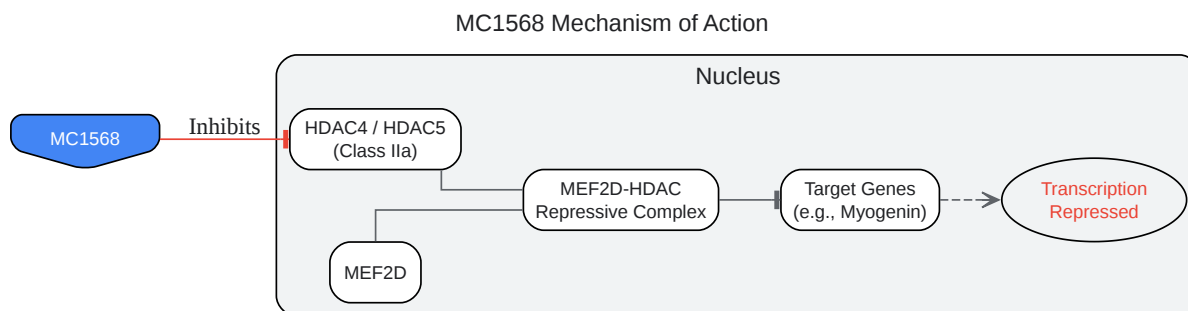 MC1568 Mechanism of Action
Nucleus
MC1568
Inhibits
HDAC4 / HDAC5
(Class IIa)
MEF2D-HDAC
Repressive Complex
Target Genes
(e.g., Myogenin)
Transcription
Repressed
MEF2D